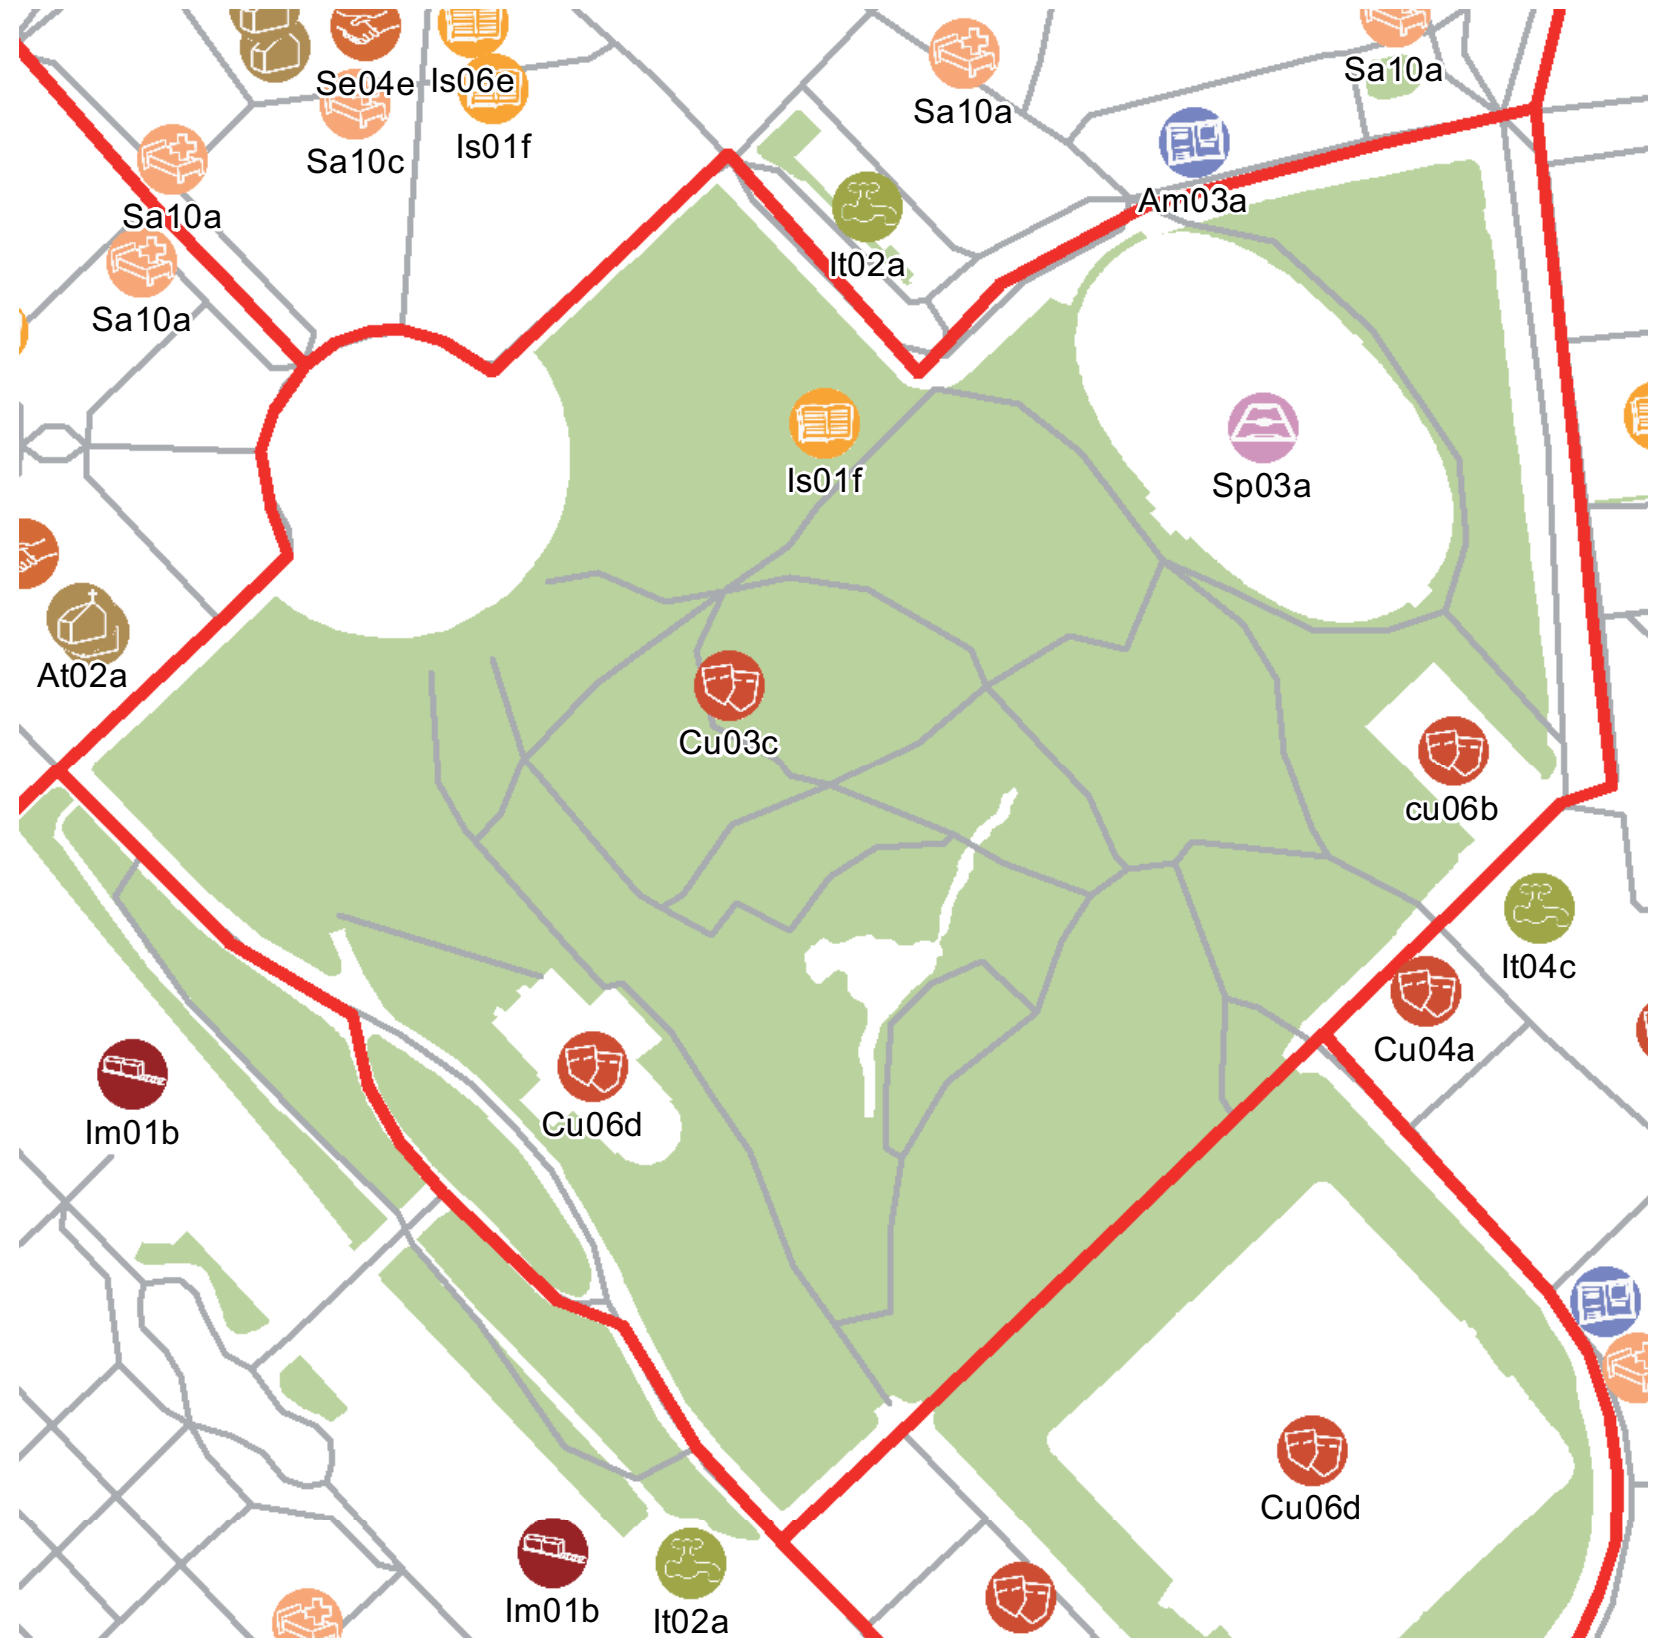 Sa10a
Se04e
Is06e
Sa10a
Is01f
Sa10c
Am03a
Sa10a
It02a
Sa10a
Is01f
Sp03a
At02a
Cu03c
cu06b
It04c
Cu04a
Cu06d
Im01b
Cu06d
Im01b
It02a